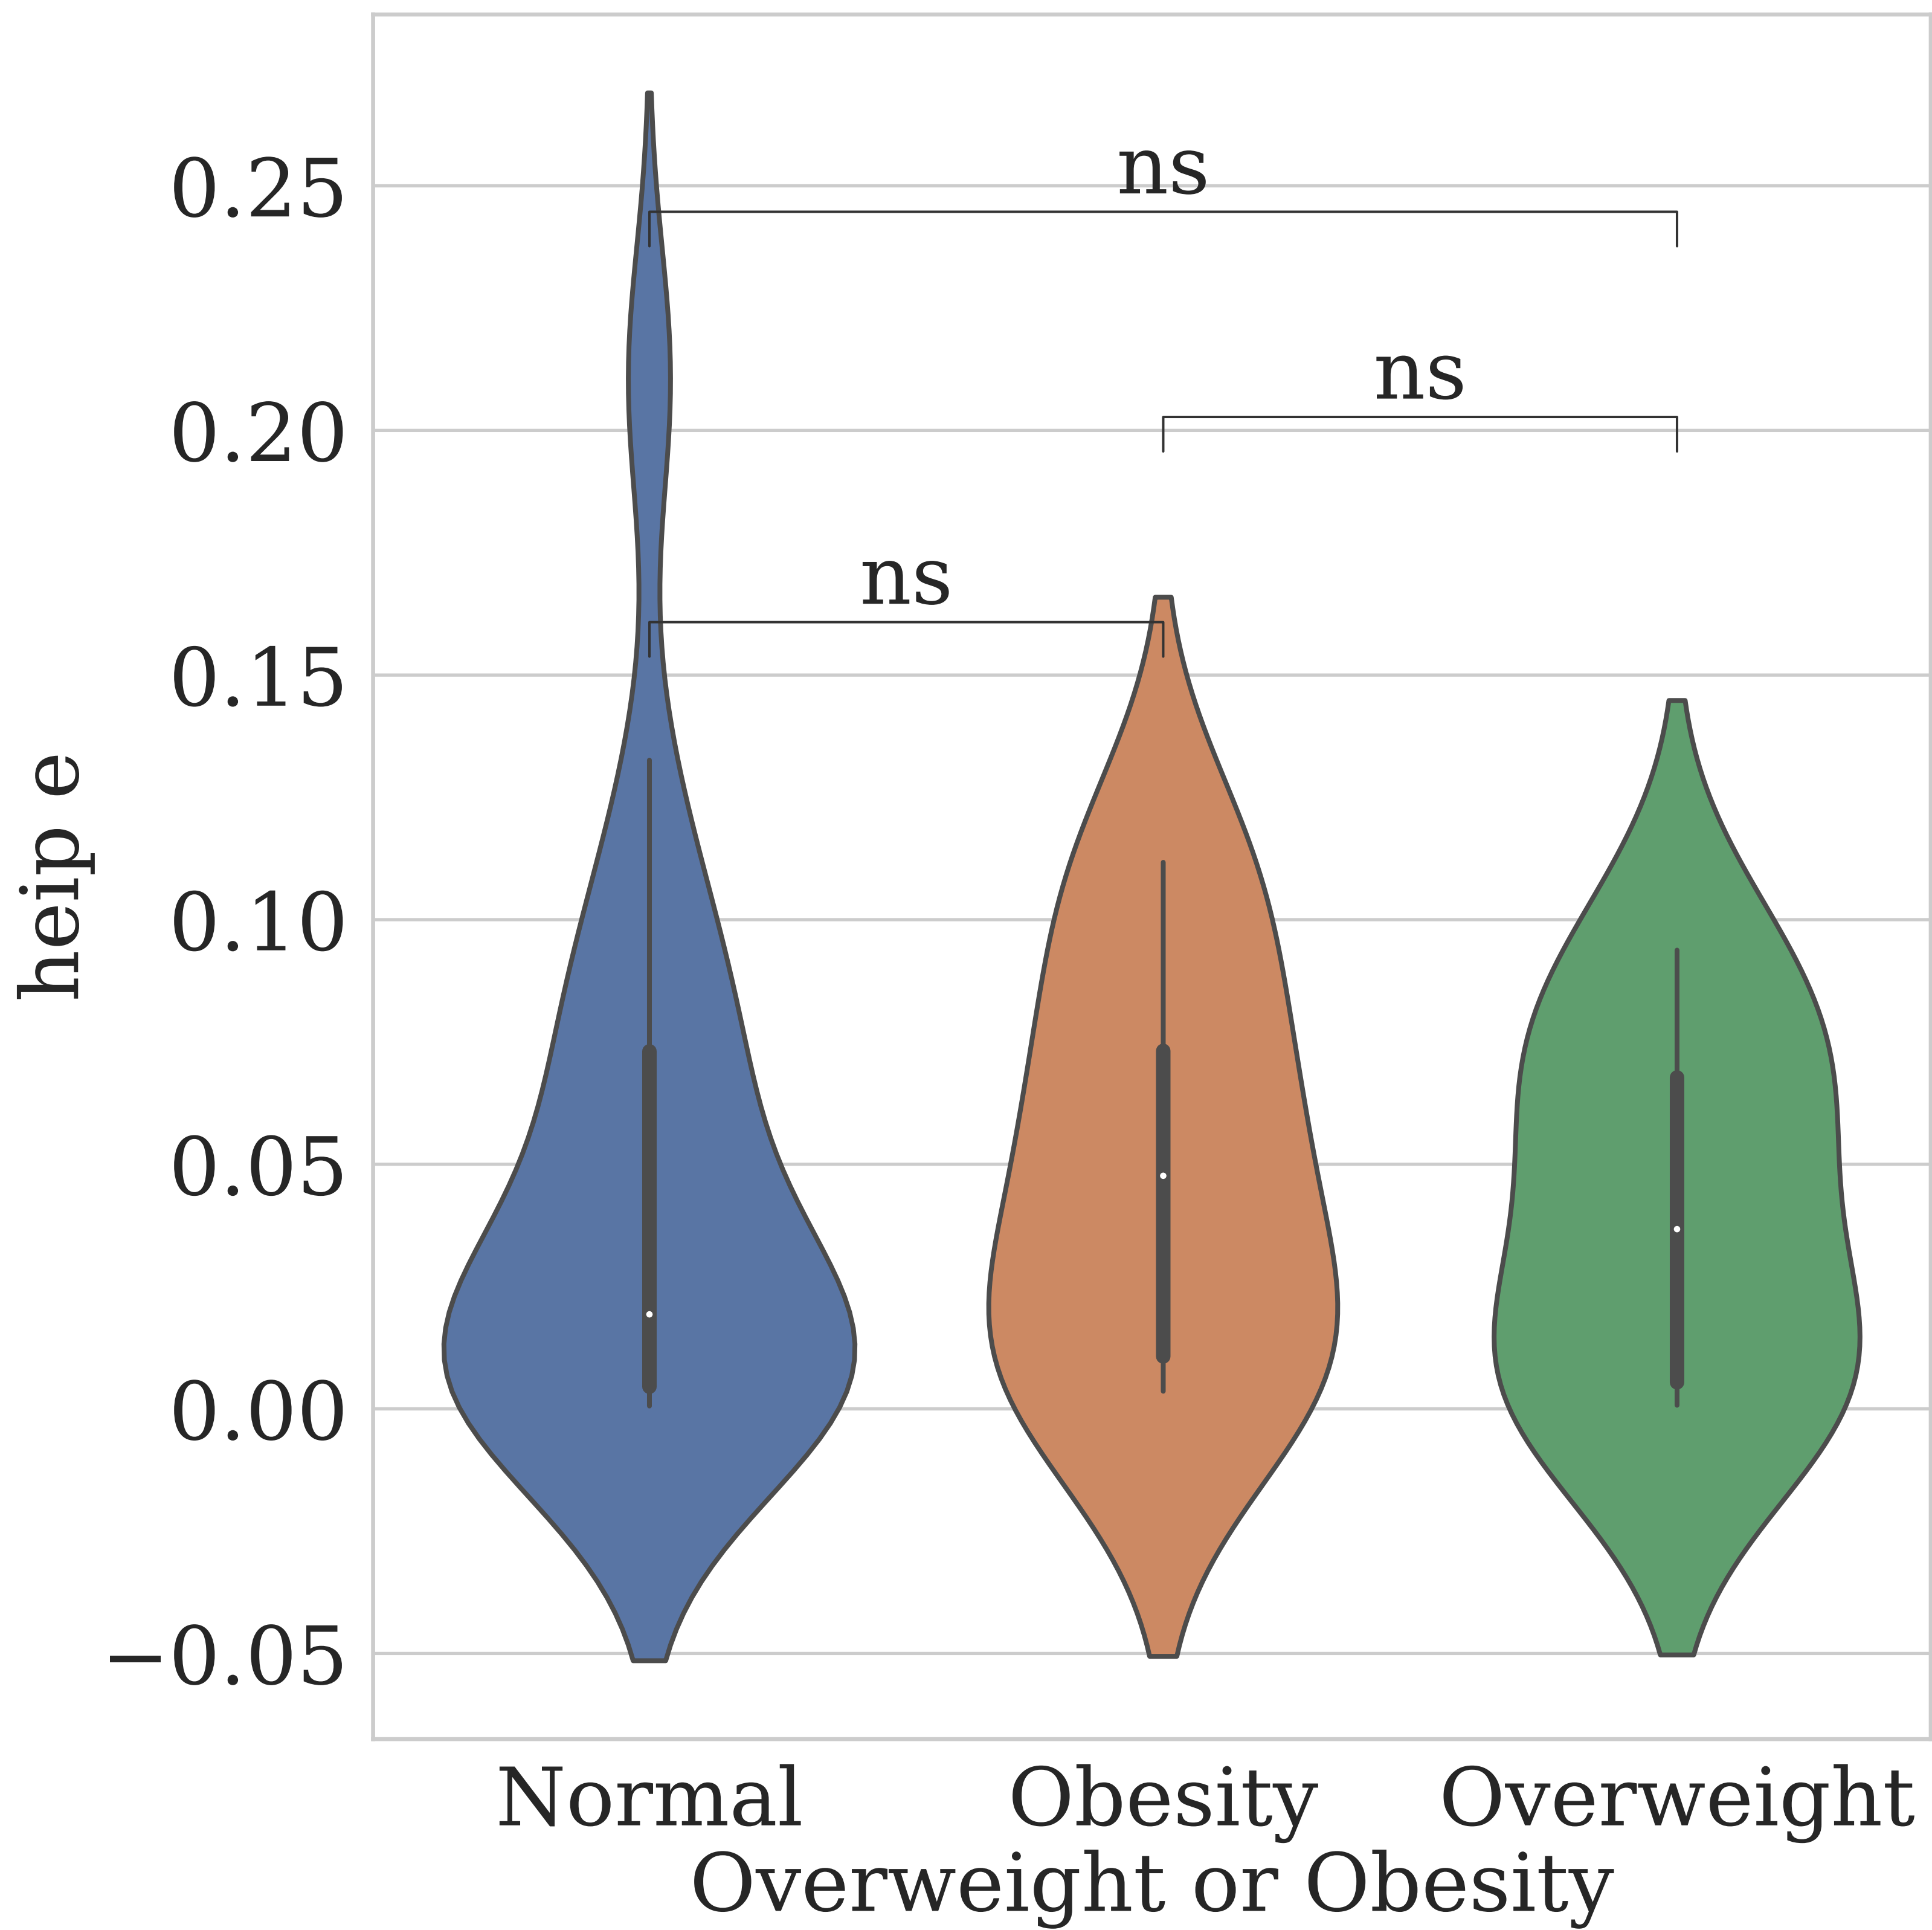 ns
0.25
ns
0.20
ns
0.15
0.10
0.05
0.00
−0.05
heip e
Normal Obesity Overweight
Overweight or Obesity